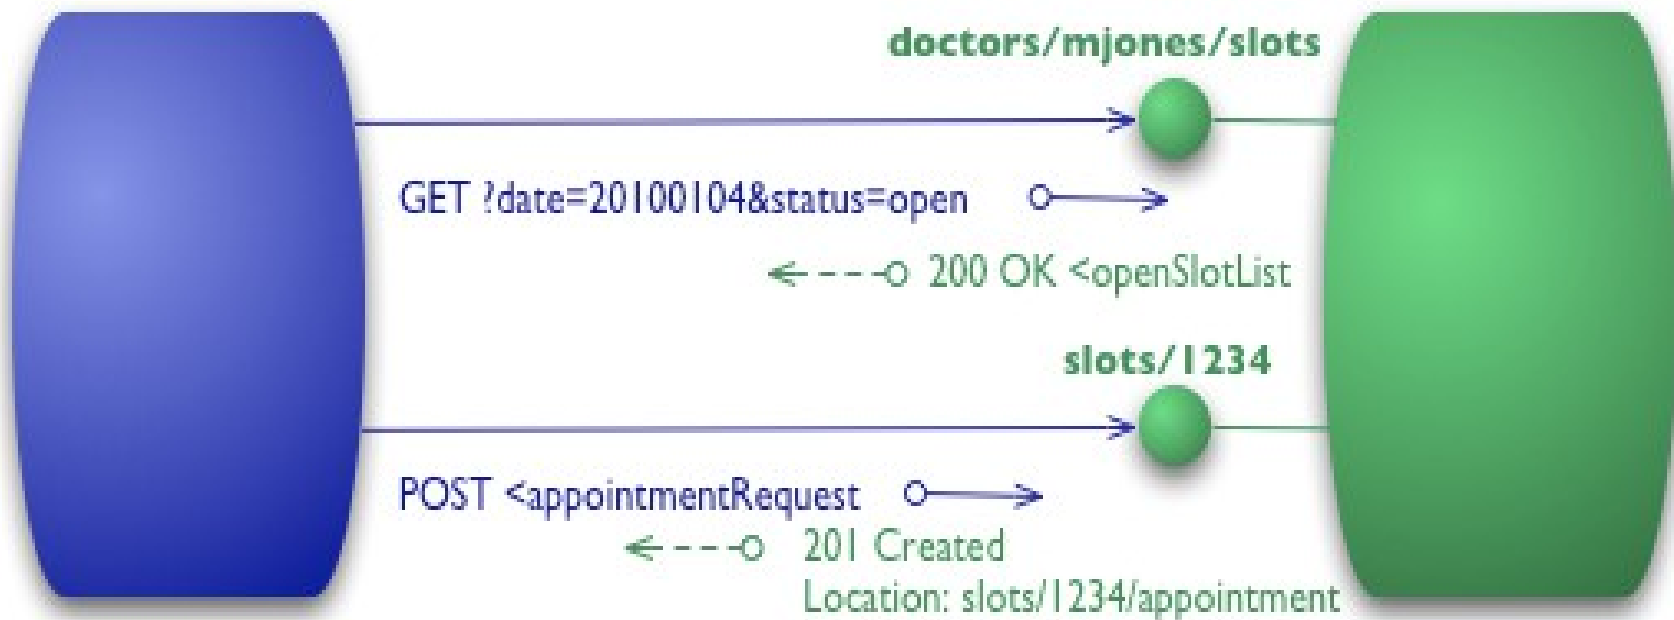 doctors/mjones/slots
GET ?date=20100104&status=open
200 OK <openSlotList
slots/1234
POST <appointmentRequest
201 Created
Location: slots/1234/appointment